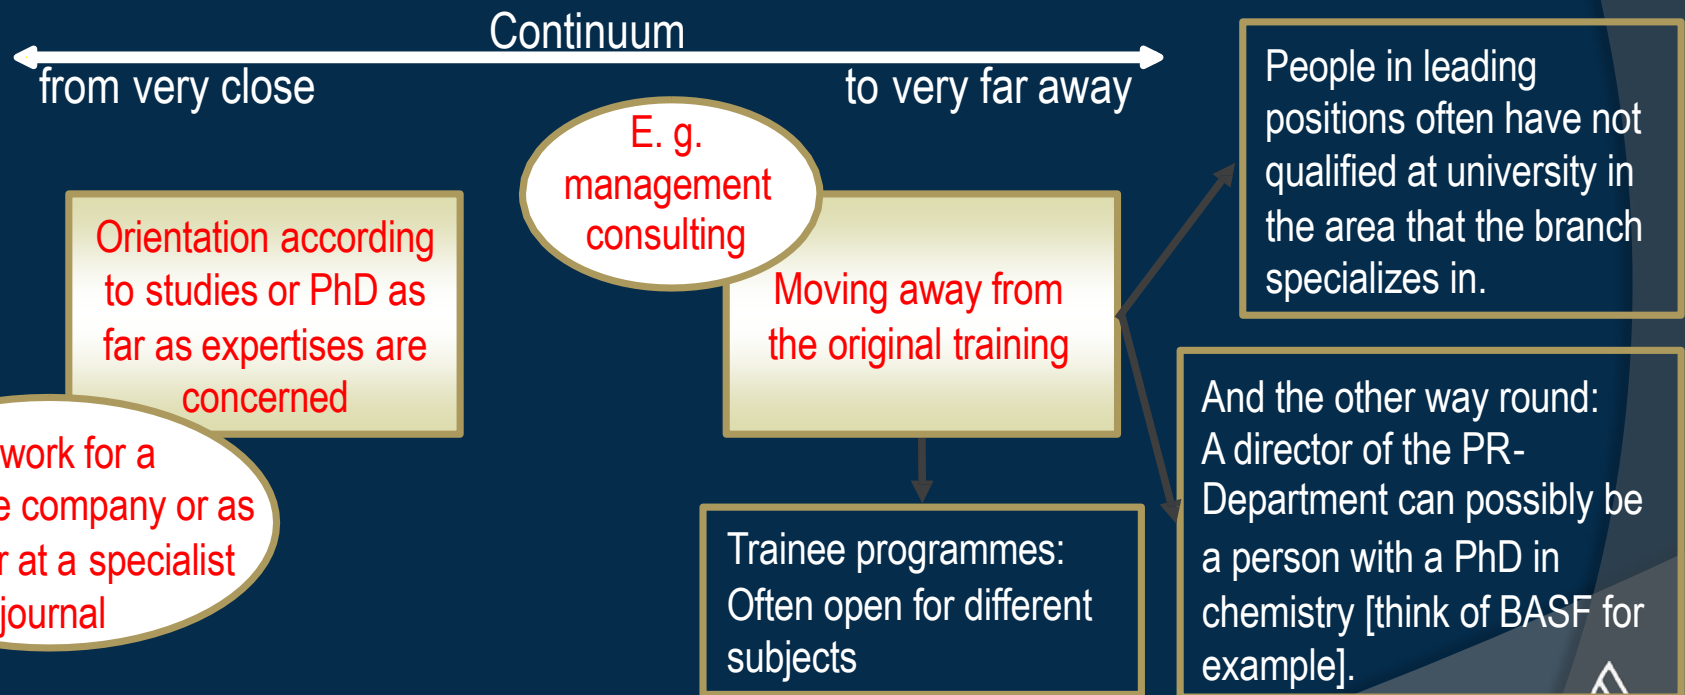 Continuum
from very close
to very far away
E. g.
management
consulting
Orientation according
to studies or PhD as
far as expertises are
concerned
work for a
company or as
at a specialist
journal
Moving away from
the original training
Trainee programmes:
Often open for different
subjects
People in leading
positions often have not
qualified at university in
the area that the branch
specializes in.
And the other way round:
A director of the PR-
Department can possibly be
a person with a PhD in
chemistry [think of BASF for
example].